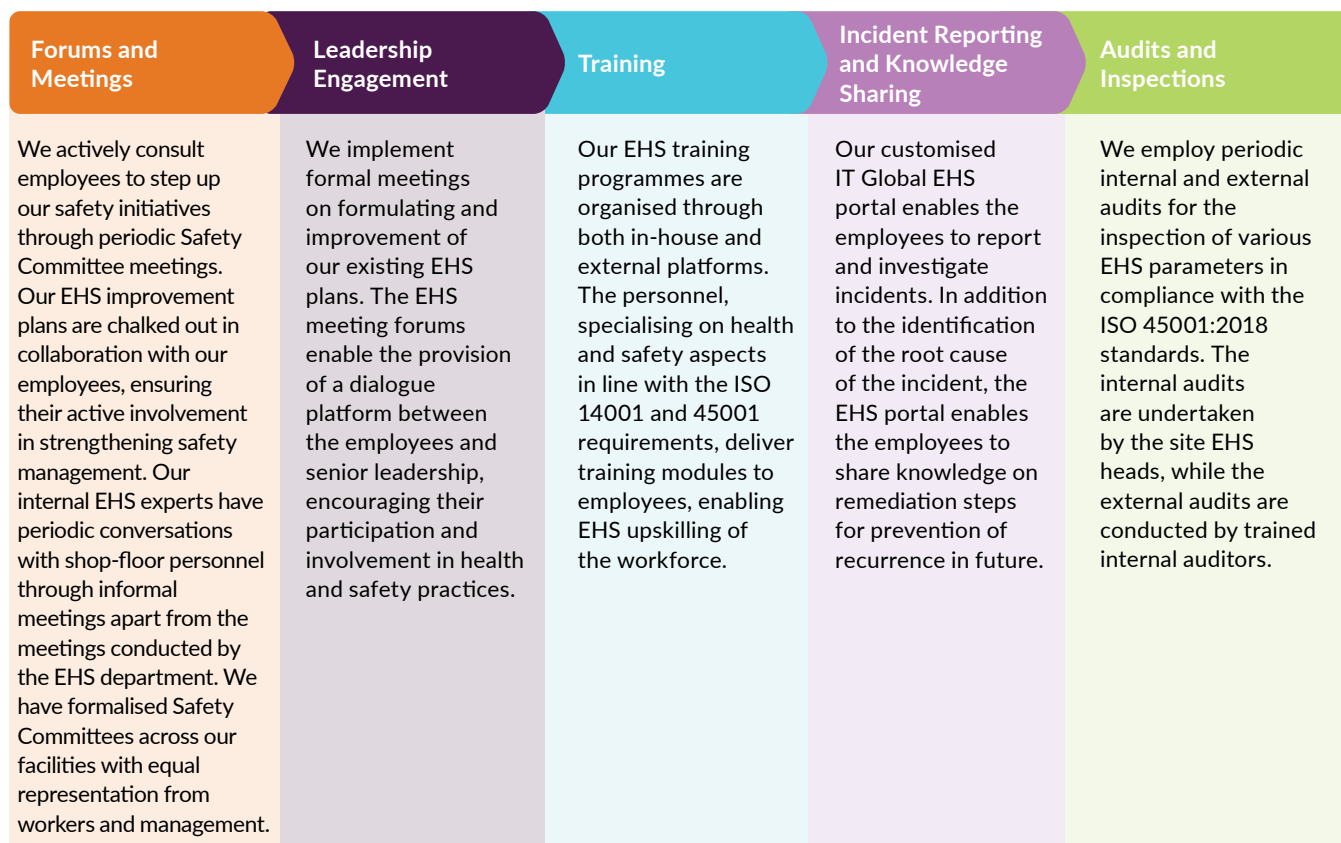 Forums and
Meetings
We actively consult
employees to step up
our safety initiatives
through periodic Safety
Committee meetings.
Our EHS improvement
plans are chalked out in
collaboration with our
employees, ensuring
their active involvement
in strengthening safety
management. Our
internal EHS experts have
periodic conversations
with shop-floor personnel
through informal
meetings apart from the
meetings conducted by
the EHS department. We
have formalised Safety
Committees across our
facilities with equal
representation from
workers and management.
Leadership
Engagement
We implement
formal meetings
on formulating and
improvement of
our existing EHS
plans. The EHS
meeting forums
enable the provision
of a dialogue
platform between
the employees and
senior leadership,
encouraging their
participation and
involvement in health
and safety practices.
Training
Our EHS training
programmes are
organised through
both in-house and
external platforms.
The personnel,
specialising on health
and safety aspects
in line with the ISO
14001 and 45001
requirements, deliver
training modules to
employees, enabling
EHS upskilling of
the workforce.
Incident Reporting
and Knowledge
Sharing
Our customised
IT Global EHS
portal enables the
employees to report
and investigate
incidents. In addition
to the identification
of the root cause
of the incident, the
EHS portal enables
the employees to
share knowledge on
remediation steps
for prevention of
recurrence in future.
Audits and
Inspections
We employ periodic
internal and external
audits for the
inspection of various
EHS parameters in
compliance with the
ISO 45001:2018
standards. The
internal audits
are undertaken
by the site EHS
heads, while the
external audits are
conducted by trained
internal auditors.